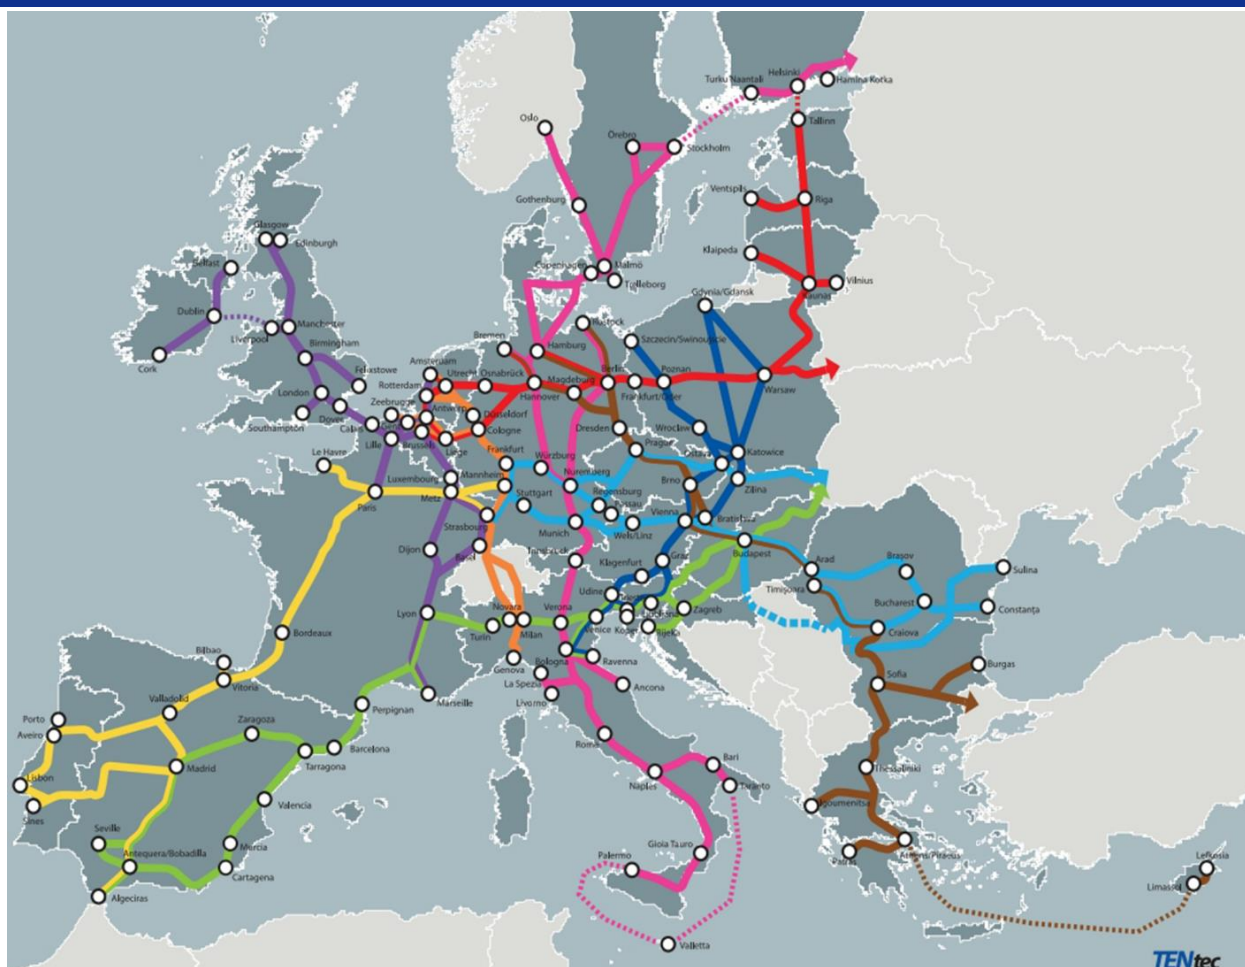 Helsinki
Turku Naantali
Hamina Kotka
Oslo
Tallinn
Örebro
Stockholm
Ventspils
Riga
Gothenburg
Glasgow
Edinburgh
Klaipeda
Belfast
Copenhagen
Malmö
Trelleborg
Kaunas
Vilnius
Gdynia/Gdansk
Dublin
Liverpool
Manchester
Rostock
Szczecin/Swinoujscie
Bremen
Hamburg
Birmingham
Cork
Amsterdam
Felixstowe
Utrecht
Osnabrück
Magdeburg
Berlin
Poznan
Warsaw
London
Rotterdam
Hannover
Frankfurt/Oder
Zeebrugge
Antwerp
Düsseldorf
Southampton
Dover
Calais
Cologne
Dresden
Wroclaw
Lille
Brussels
Liege
Prague
Ostava
Katowice
Le Havre
Frankfurt
Würzburg
Luxembourg
Mannheim
Nuremberg
Brno
Zilina
Paris
Metz
Stuttgart
Regensburg
Passau
Strasbourg
Vienna
Bratislava
Munich
Wels/Linz
Dijon
Basel
Innsbruck
Budapest
Klagenfurt
Graz
Arad
Braşov
Sulina
Udine
Timişoara
Lyon
Novara
Verona
Zagreb
Bucharest
Constanţa
Turin
Milan
Venice
Koper
Rijeka
Craiova
Bordeaux
Bilbao
Genova
Bologna
Ravenna
Vitoria
La Spezia
Ancona
Sofia
Burgas
Valladolid
Perpignan
Marseille
Livorno
Porto
Aveiro
Zaragoza
Barcelona
Roma
Madrid
Tarragona
Bari
Thessaloniki
Lisbon
Naples
Taranto
Sines
Valencia
Igoumenitsa
Seville
Murcia
Gioia Tauro
Antequera/Bobadilla
Palermo
Patras
Athens/Piraeus
Lefkosia
Cartagena
Limassol
Algeciras
Valletta
TENtec